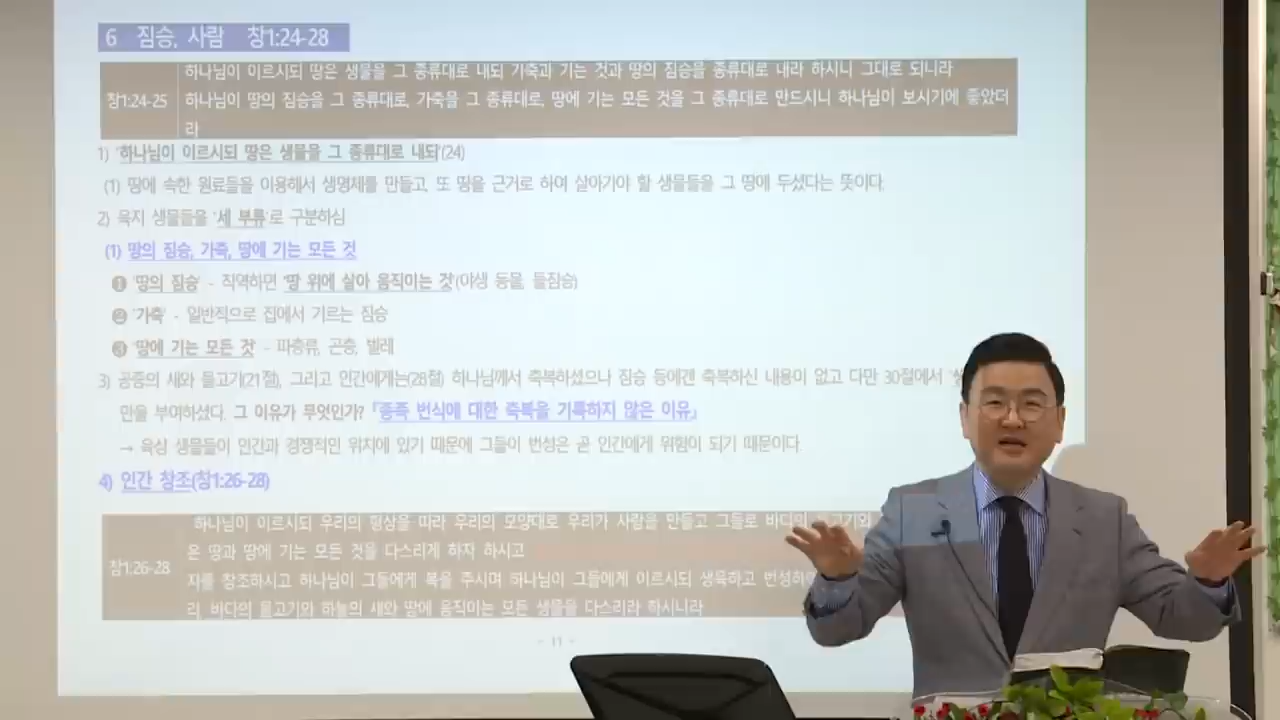 6 짐승, 사람 창1:24-28
하나님이 이르시되 땅은 생물을 그 종류대로 내되 가축과 기는 것과 땅의 짐승을 종류대로 내라 하시니 그대로 되니라
창1:24-25
하나님이 땅의 짐승을 그 종류대로, 가축을 그 종류대로, 땅에 기는 모든 것을 그 종류대로 만드시니 하나님이 보시기에 좋았더
라
1) '하나님이 이르시되 땅은 생물을 그 종류대로 내되'(24)
(1) 땅에 속한 원료들을 이용해서 생명체를 만들고, 또 땅을 근거로 하여 살아가야 할 생물들을 그 땅에 두셨다는 뜻이다.
2) 육지 생물들을 '세 부류'로 구분하심
(1) 땅의 짐승, 가축, 땅에 기는 모든 것
❶ '땅의 짐승' - 직역하면 '땅 위에 살아 움직이는 것'(야생 동물, 들짐승)
❷ '가축' - 일반적으로 집에서 기르는 짐승
❸ '땅에 기는 모든 것' - 파충류, 곤충, 벌레
3) 공중의 새와 물고기(21절), 그리고 인간에게는(28절) 하나님께서 축복하셨으나 짐승 등에겐 축복하신 내용이 없고 다만 30절에서
만을 부여하셨다. 그 이유가 무엇인가? 「종족 번식에 대한 축복을 기록하지 않은 이유」
→ 육상 생물들이 인간과 경쟁적인 위치에 있기 때문에 그들이 번성은 곧 인간에게 위험이 되기 때문이다.
4) 인간 창조(창1:26-28)
하나님이 이르시되 우리의 형상을 따라 우리의 모양대로 우리가 사람을 만들고 그들로 바다의
은 땅과 땅에 기는 모든 것을 다스리게 하자 하시고
창1:26-28
자를 창조하시고 하나님이 그들에게 복을 주시며 하나님이 그들에게 이르시되 생육하고
리, 바다의 물고기와 하늘의 새와 땅에 움직이는 모든 생물을 다스리라 하시니라
- 11 -